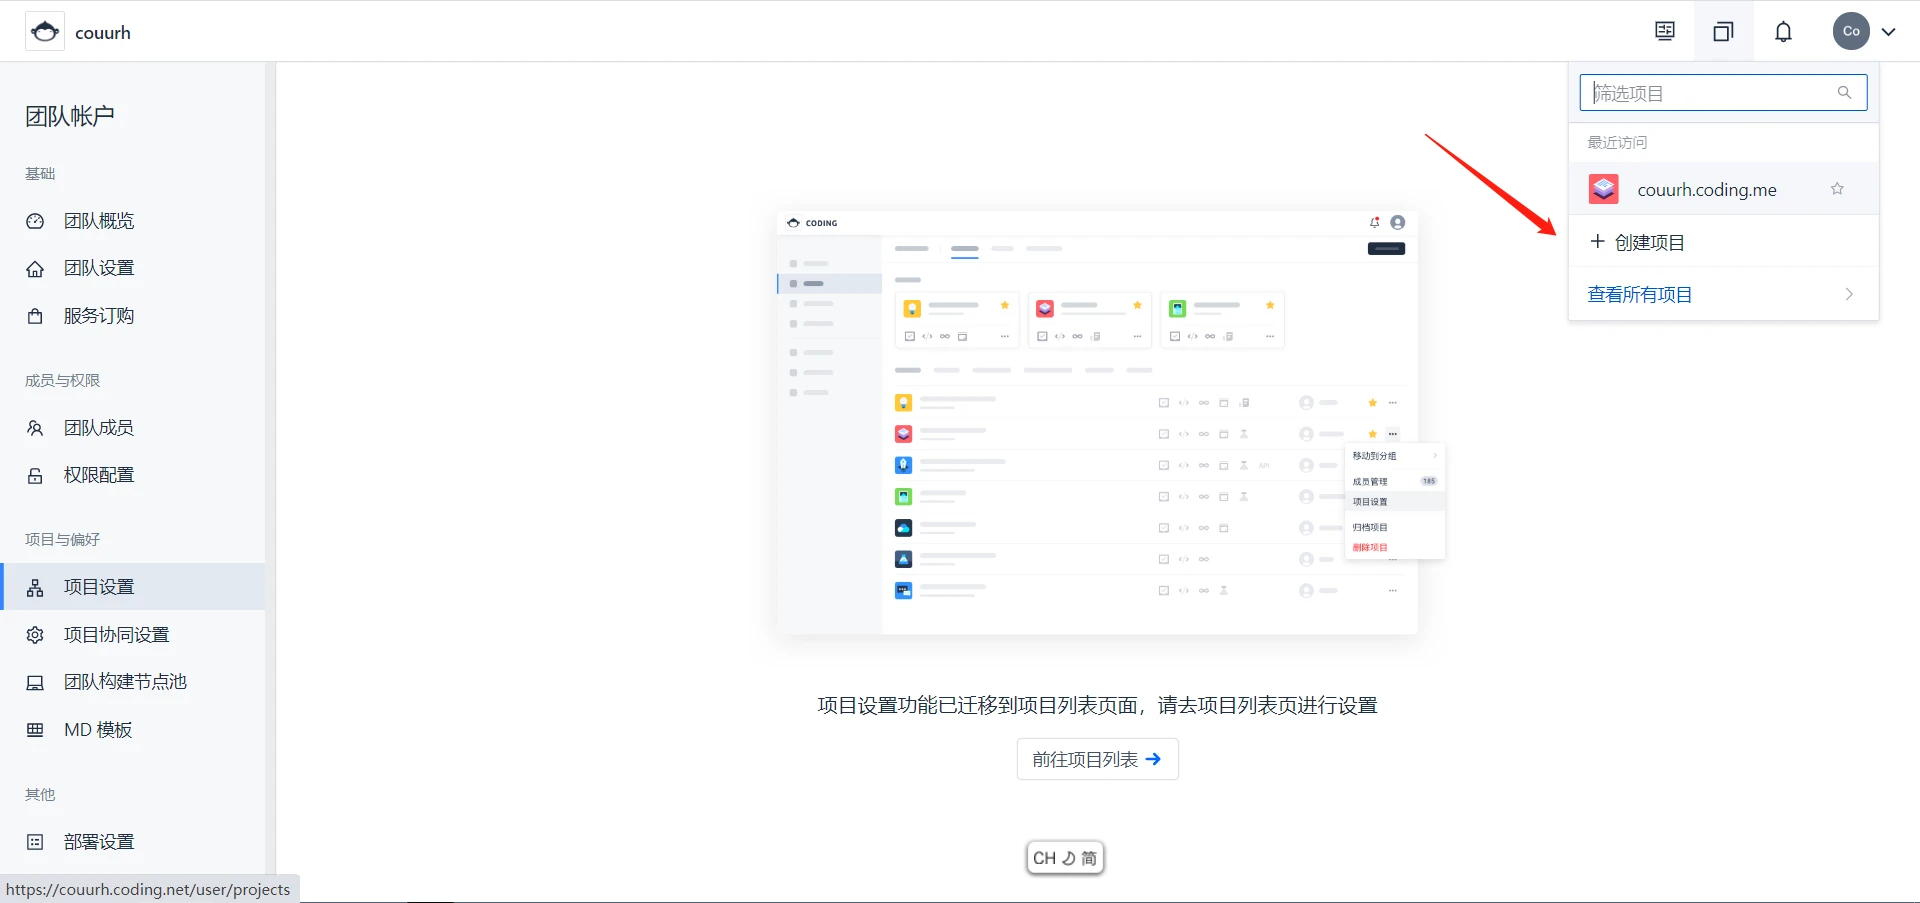 couurh
Co
筛选项目
最近访问
couurh.coding.me
创建项目
查看所有项目
团队帐户
基础
团队概览
团队设置
服务订购
成员与权限
团队成员
权限配置
项目与偏好
项目设置
项目协同设置
团队构建节点池
MD 模板
其他
部署设置
CODING
API
移动到分组
成员管理 185
项目设置
归档项目
删除项目
项目设置功能已迁移到项目列表页面，请去项目列表页进行设置
前往项目列表
CH 简
https://couurh.coding.net/user/projects